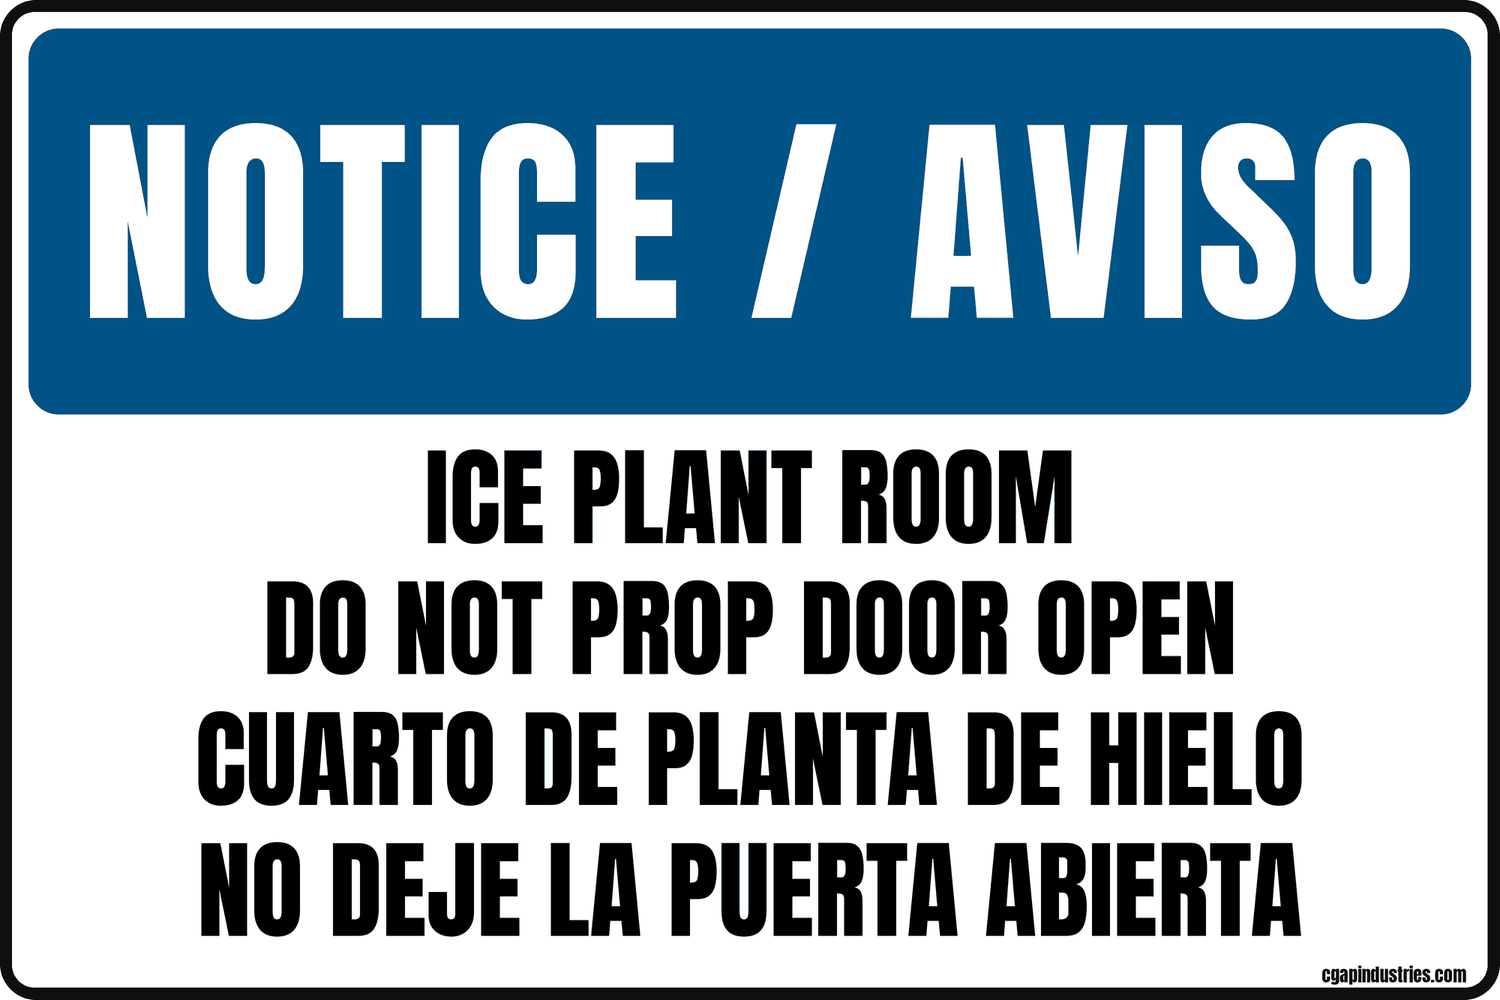 NOTICE / AVISO
ICE PLANT ROOM
DO NOT PROP DOOR OPEN
CUARTO DE PLANTA DE HIELO
NO DEJE LA PUERTA ABIERTA
cgapindustries.com